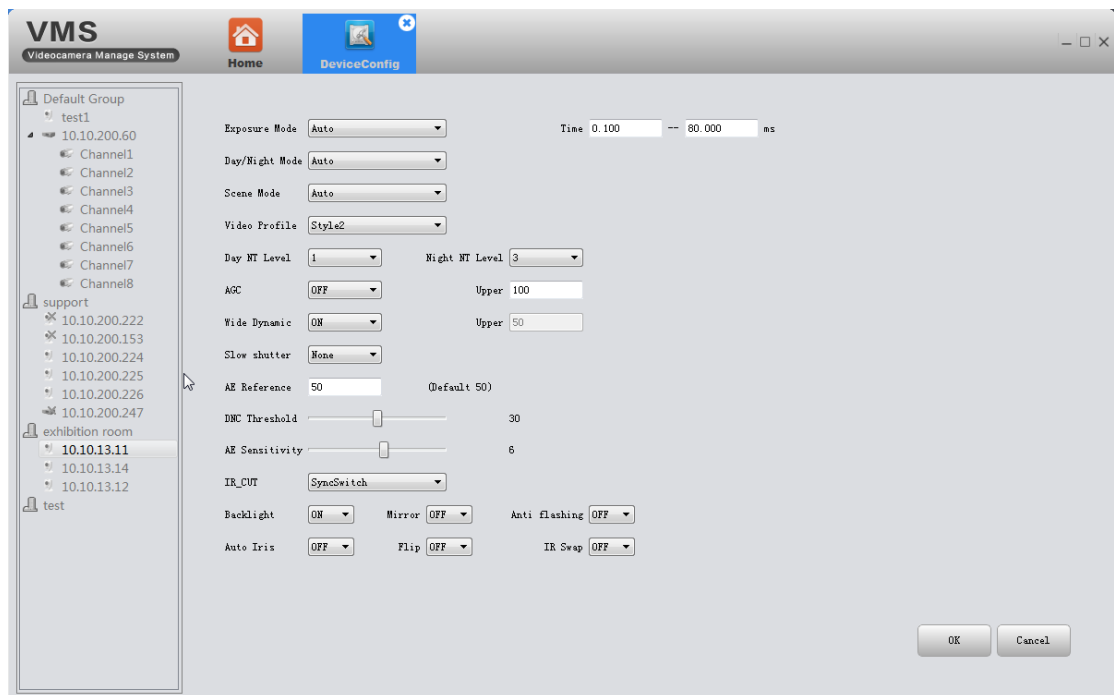 VMS
Videocamera Manage System
Home
DeviceConfig
Default Group
test1
10.10.200.60
Channel1
Channel2
Channel3
Channel4
Channel5
Channel6
Channel7
Channel8
support
10.10.200.222
10.10.200.153
10.10.200.224
10.10.200.225
10.10.200.226
10.10.200.247
exhibition room
10.10.13.11
10.10.13.14
10.10.13.12
test
Exposure Mode Auto Time 0.100 -- 80.000 ms
Day/Night Mode Auto
Scene Mode Auto
Video Profile Style2
Day NT Level 1 Night NT Level 3
AGC OFF Upper 100
Wide Dynamic ON Upper 50
Slow shutter None
AE Reference 50 (Default 50)
DNC Threshold 30
AE Sensitivity 6
IR_CUT SyncSwitch
Backlight ON Mirror OFF Anti flashing OFF
Auto Iris OFF Flip OFF IR Swap OFF
OK Cancel